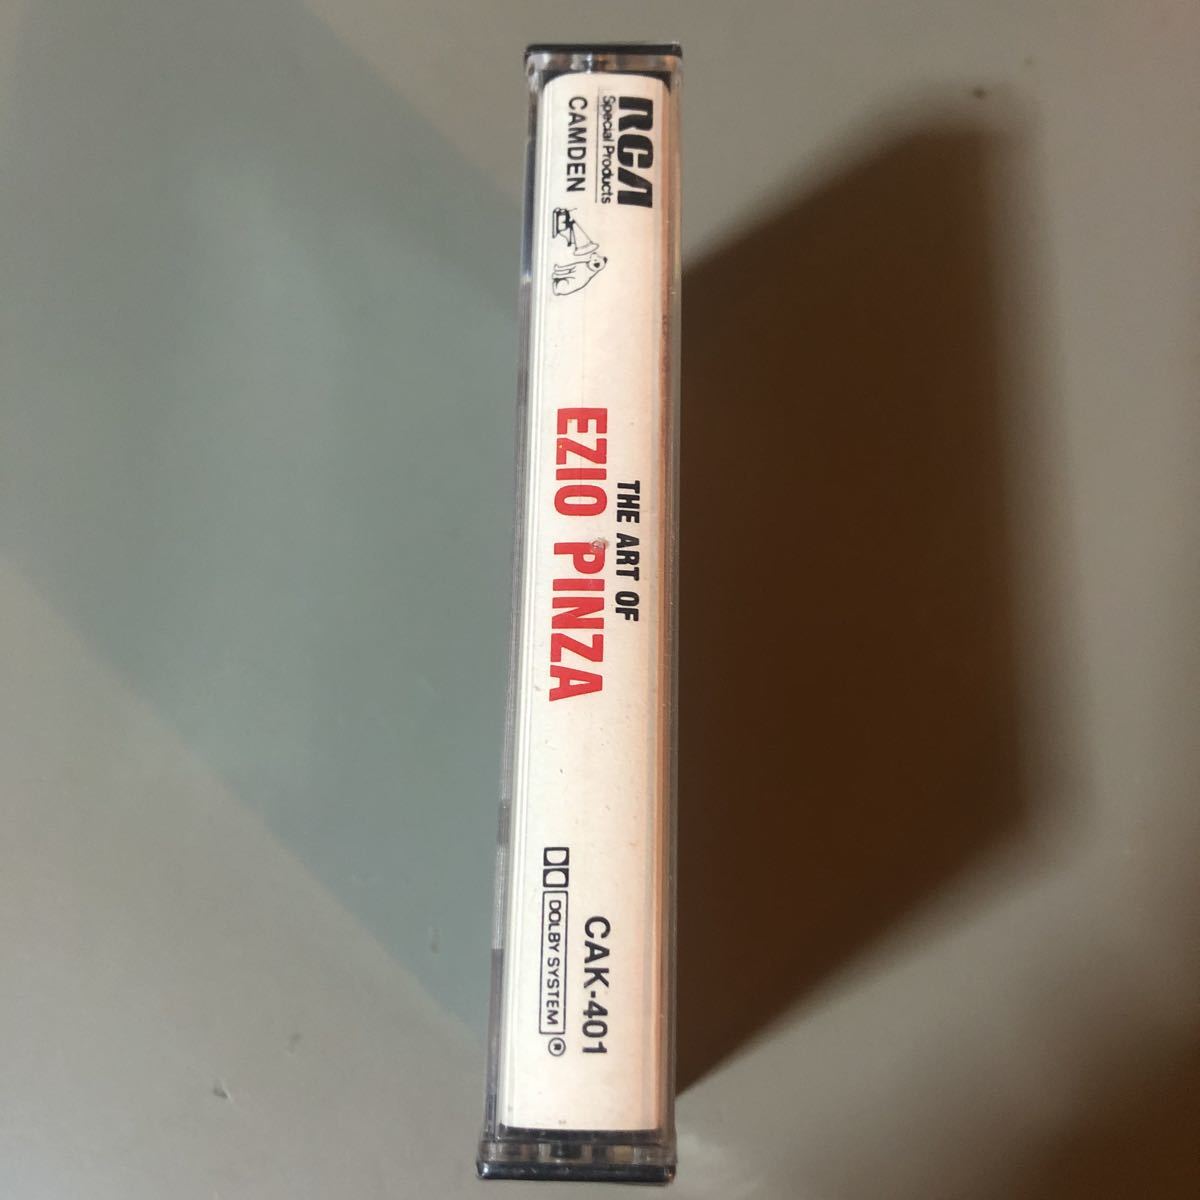 RCA
Special Products
CAMDEN
THE ART OF
EZIO PINZA
CAK-401
DOLBY SYSTEM ®